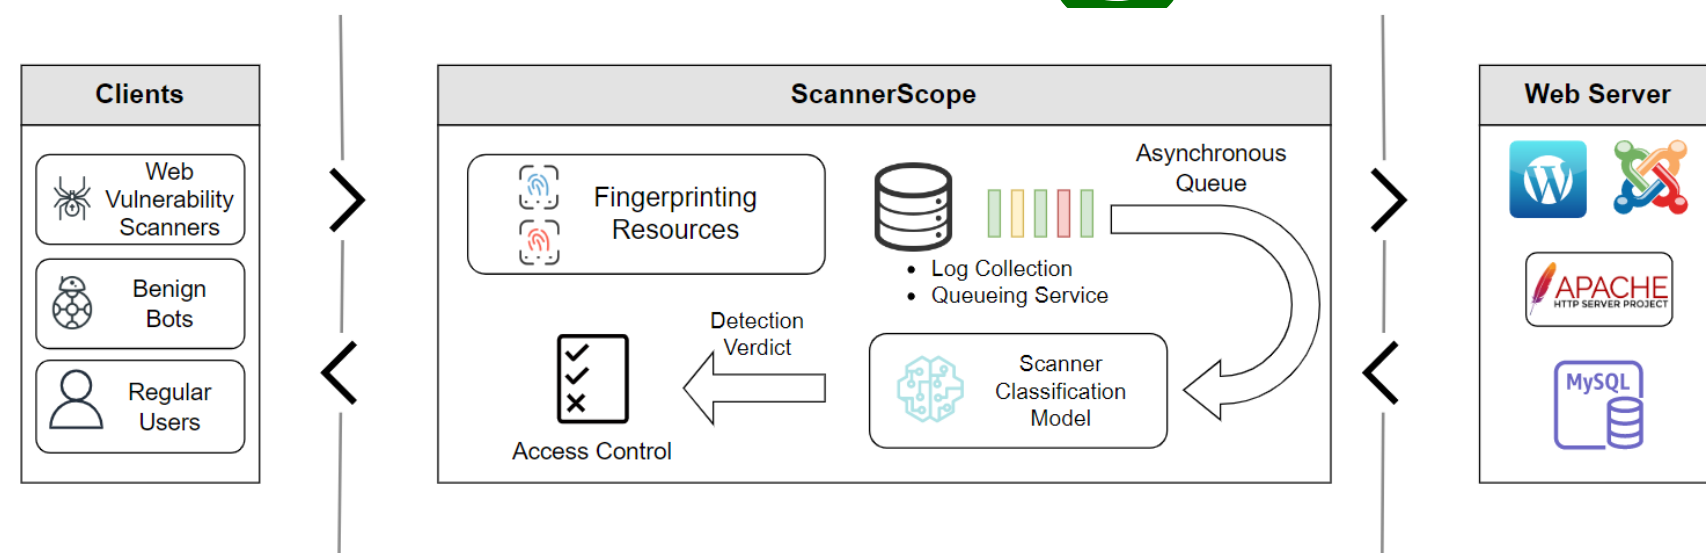 Clients
Web
Vulnerability
Scanners
Benign
Bots
Regular
Users
ScannerScope
Fingerprinting
Resources
Log Collection
Queueing Service
Asynchronous
Queue
Scanner
Classification
Model
Detection
Verdict
Access Control
Web Server
APACHE
HTTP SERVER PROJECT
MySQL